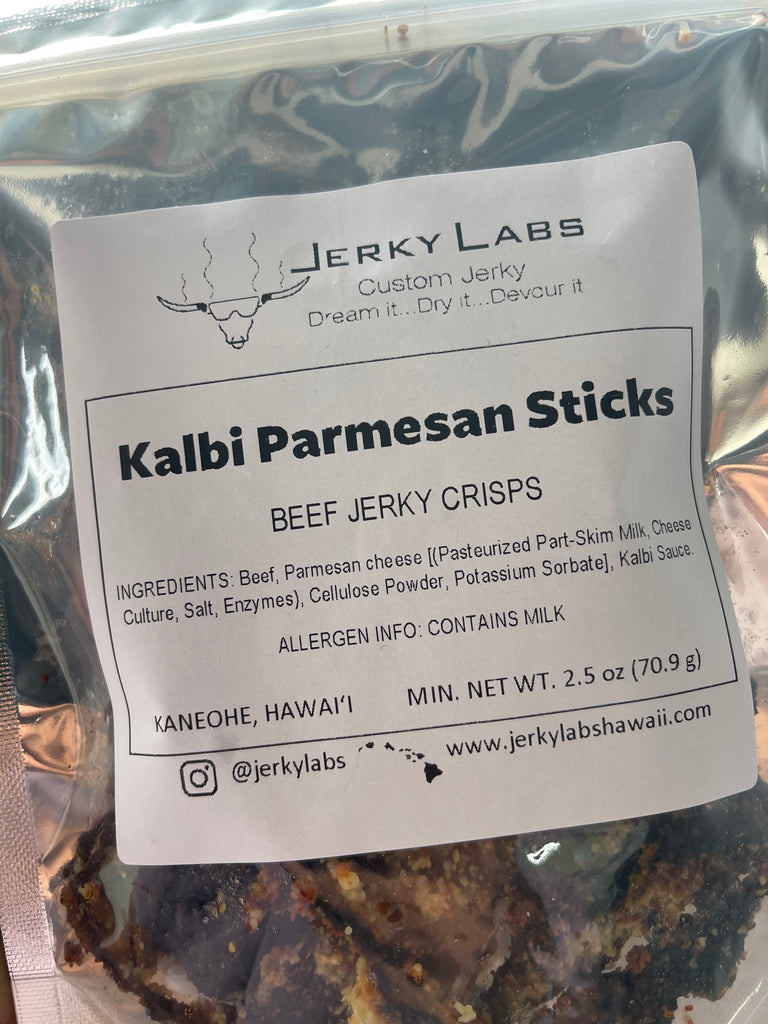 JERKY LABS
Custom Jerky
Dream it...Dry it...Devour it
Kalbi Parmesan Sticks
BEEF JERKY CRISPS
INGREDIENTS: Beef, Parmesan cheese [(Pasteurized Part-Skim Milk, Cheese
Culture, Salt, Enzymes), Cellulose Powder, Potassium Sorbate], Kalbi Sauce.
ALLERGEN INFO: CONTAINS MILK
KANEOHE, HAWAIʻI MIN. NET WT. 2.5 oz (70.9 g)
@jerkylabs www.jerkylabshawaii.com